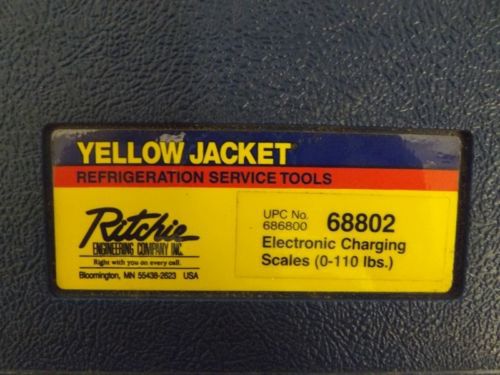 YELLOW JACKET
REFRIGERATION SERVICE TOOLS
Ritchie
ENGINEERING COMPANY INC.
Right with you on every call.
Bloomington, MN 55438-2623 USA
UPC No.
686800 68802
Electronic Charging
Scales (0-110 lbs.)